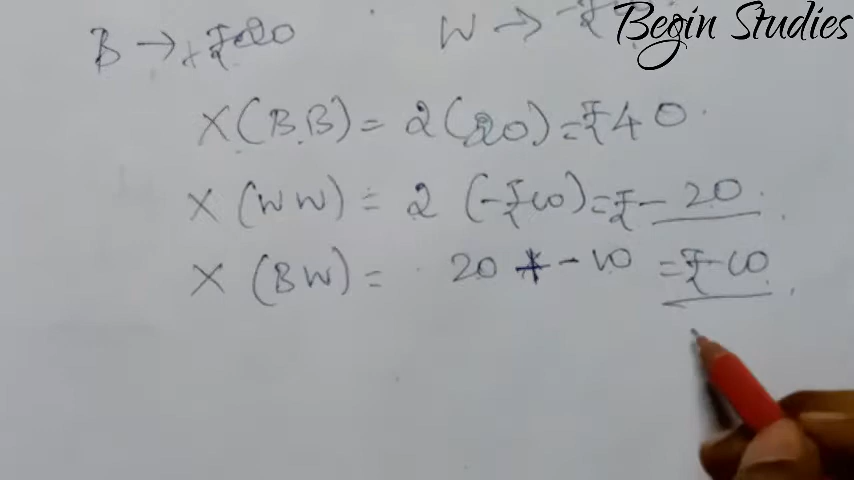 Begin Studies
B → +₹20 W → -₹
X(B.B) = 2(20) = ₹40.
X(WW) = 2(-₹10) = ₹-20.
X(BW) = 20 + -10 = ₹10.